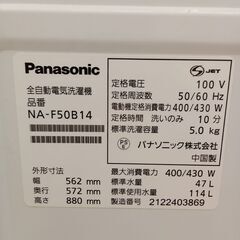 Panasonic
全自動電気洗濯機
品番
NA-F50B14
外形寸法
幅 562 mm
奥行 572 mm
高さ 880 mm
JET
定格電圧 100 V
定格周波数 50/60 Hz
電動機定格消費電力 400/430 W
定格時間 洗いのみ 10 分
標準洗濯容量 5.0 kg
PS E
パナソニック株式会社
中国製
最大消費電力 400/430 W
標準水量 47 L
標準使用水量 114 L
製造番号 2122403869